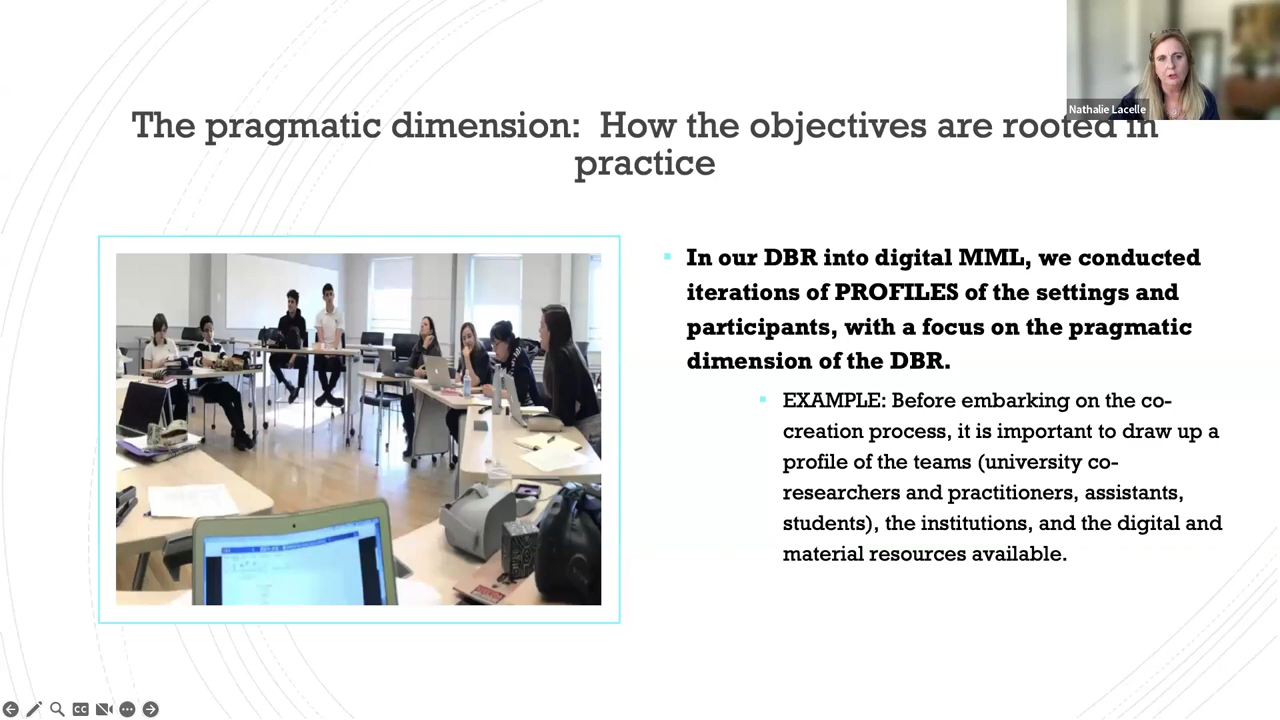 Nathalie Lacelle
The pragmatic dimension: How the objectives are rooted in
practice
In our DBR into digital MML, we conducted
iterations of PROFILES of the settings and
participants, with a focus on the pragmatic
dimension of the DBR.
EXAMPLE: Before embarking on the co-
creation process, it is important to draw up a
profile of the teams (university co-
researchers and practitioners, assistants,
students), the institutions, and the digital and
material resources available.
CC